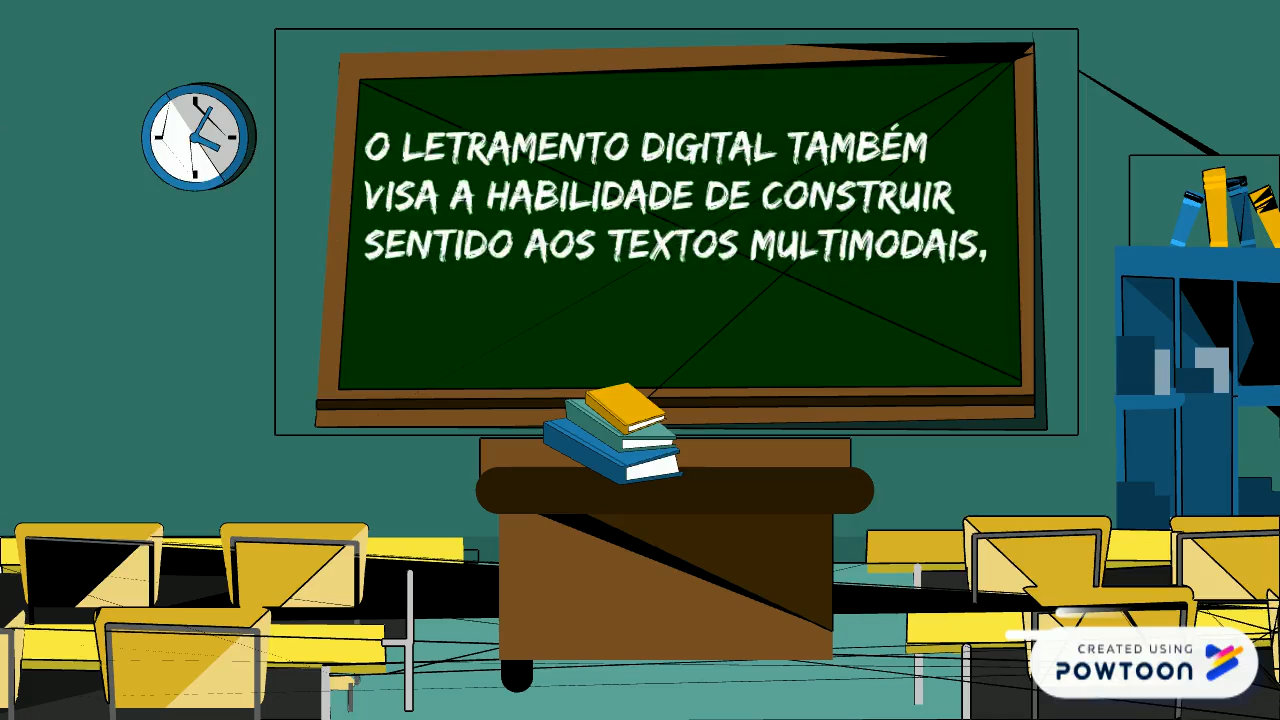 O LETRAMENTO DIGITAL TAMBÉM
VISA A HABILIDADE DE CONSTRUIR
SENTIDO AOS TEXTOS MULTIMODAIS,
CREATED USING
POWTOON